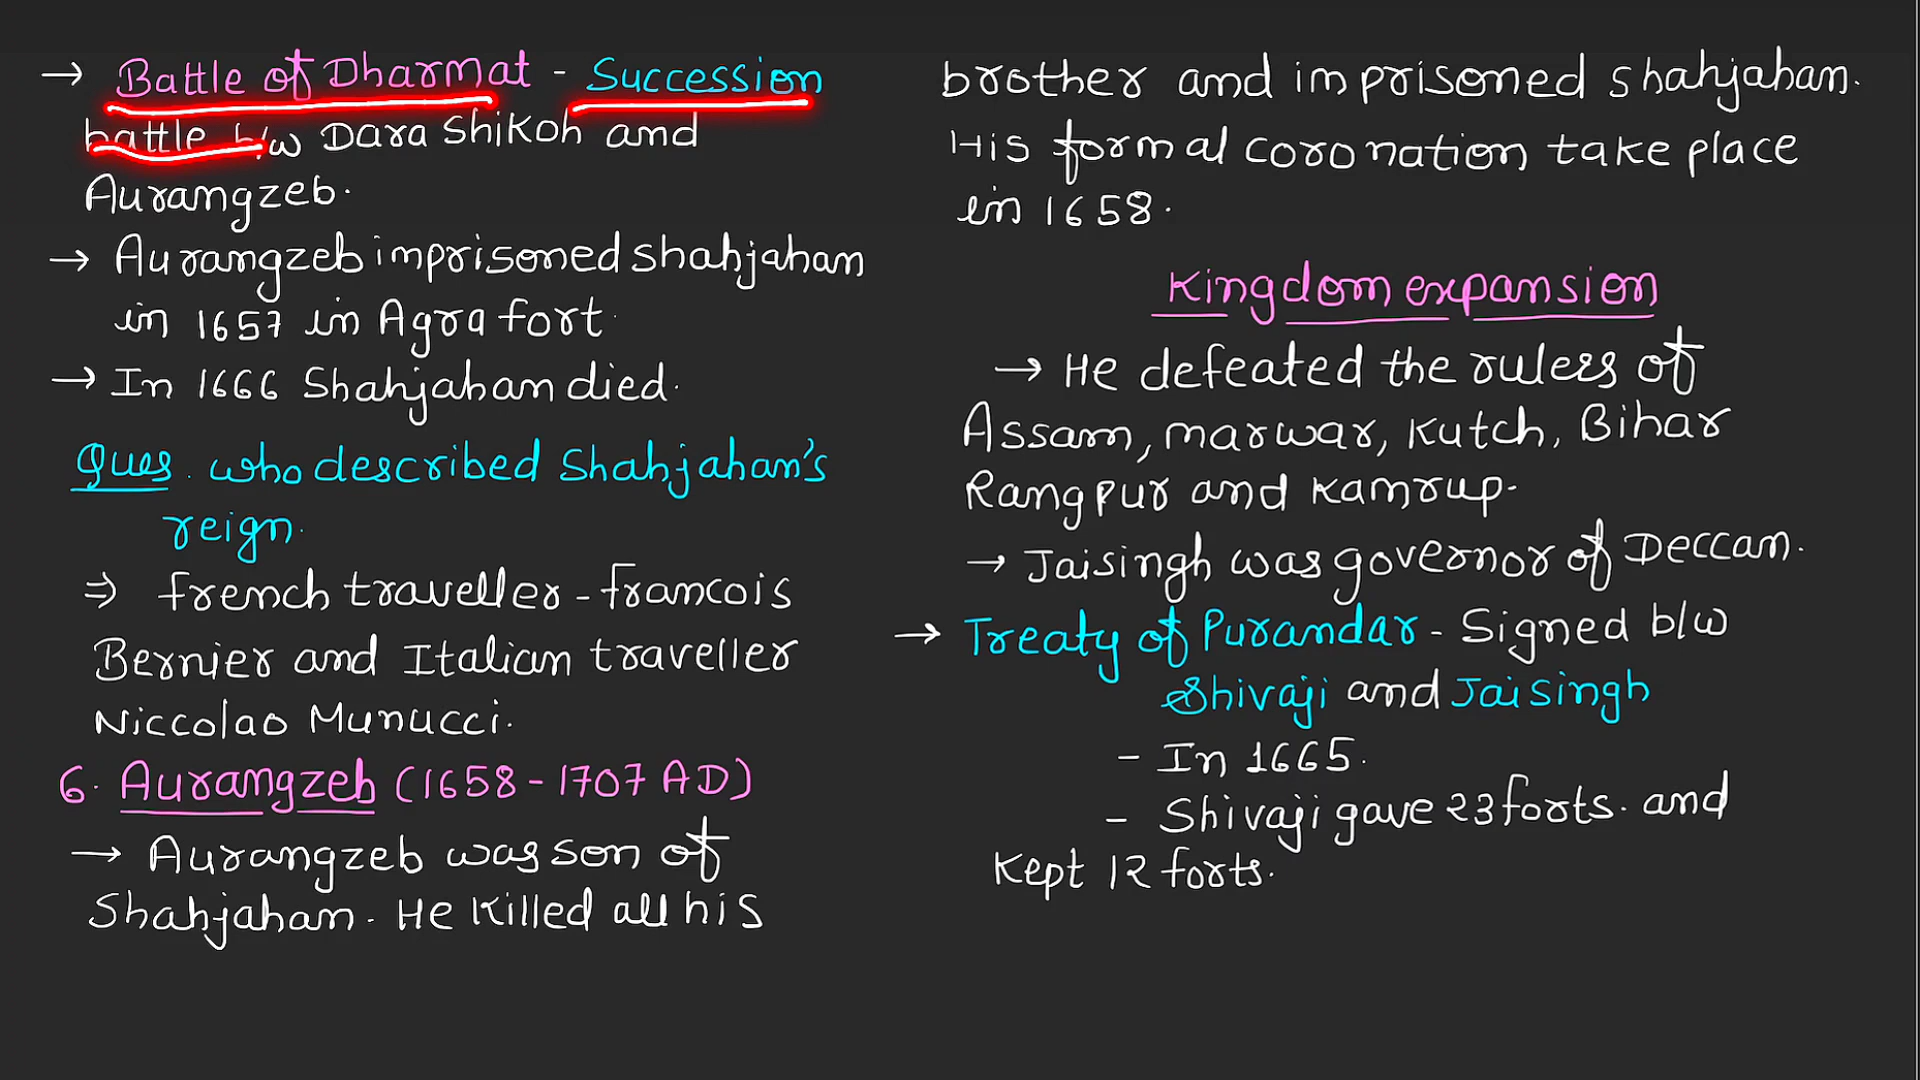 → Battle of Dharmat - Succession
battle b/w Dara Shikoh and
Aurangzeb.
→ Aurangzeb imprisoned Shahjahan
in 1657 in Agra fort.
→ In 1666 Shahjahan died.
Ques. who described Shahjahan's
reign.
⇒ French traveller - francois
Bernier and Italian traveller
Niccolao Munucci.
6. Aurangzeb (1658-1707 AD)
→ Aurangzeb was son of
Shahjahan. He killed all his
brother and imprisoned Shahjahan.
His formal coronation take place
in 1658.
Kingdom expansion
→ He defeated the rulers of
Assam, marwar, Kutch, Bihar
Rangpur and Kamrup.
→ Jaisingh was governor of Deccan.
→ Treaty of Purandar - Signed b/w
Shivaji and Jaisingh
- In 1665.
- Shivaji gave 23 forts. and
Kept 12 forts.